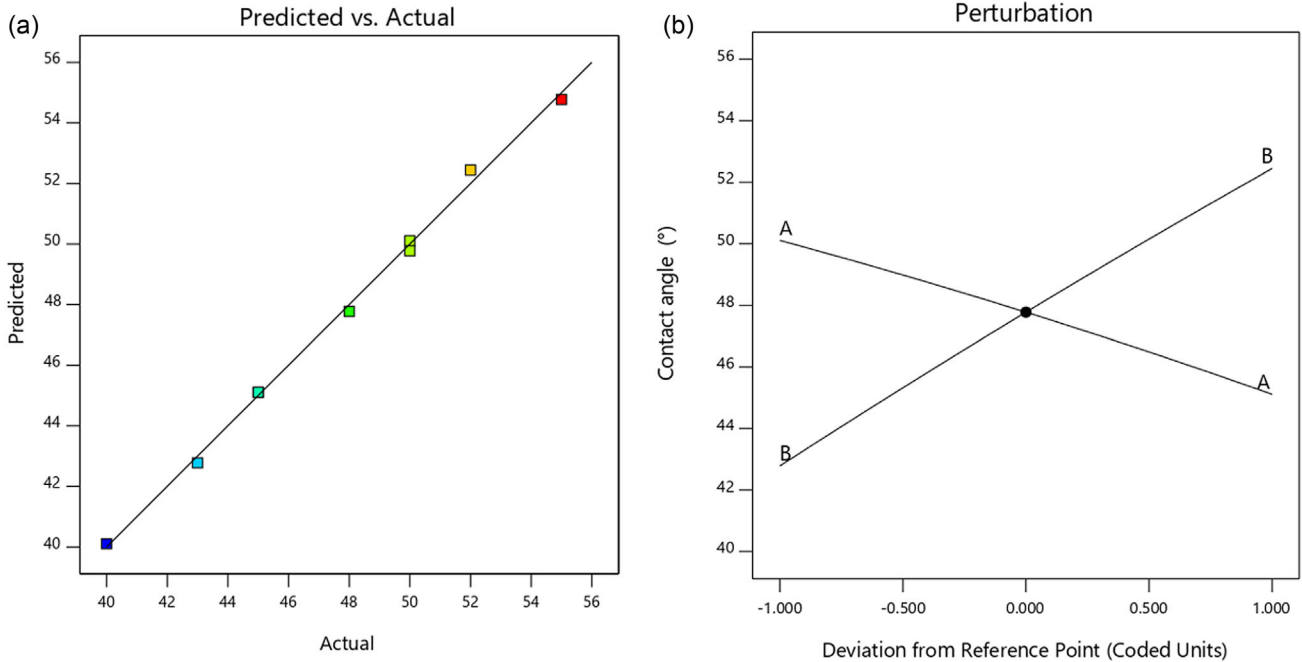 (a)
Predicted vs. Actual
56
54
52
50
48
46
44
42
40
Predicted
40 42 44 46 48 50 52 54 56
Actual
(b)
Perturbation
56
54
52
50
48
46
44
42
40
Contact angle (°)
A
B
B
A
-1.000 -0.500 0.000 0.500 1.000
Deviation from Reference Point (Coded Units)